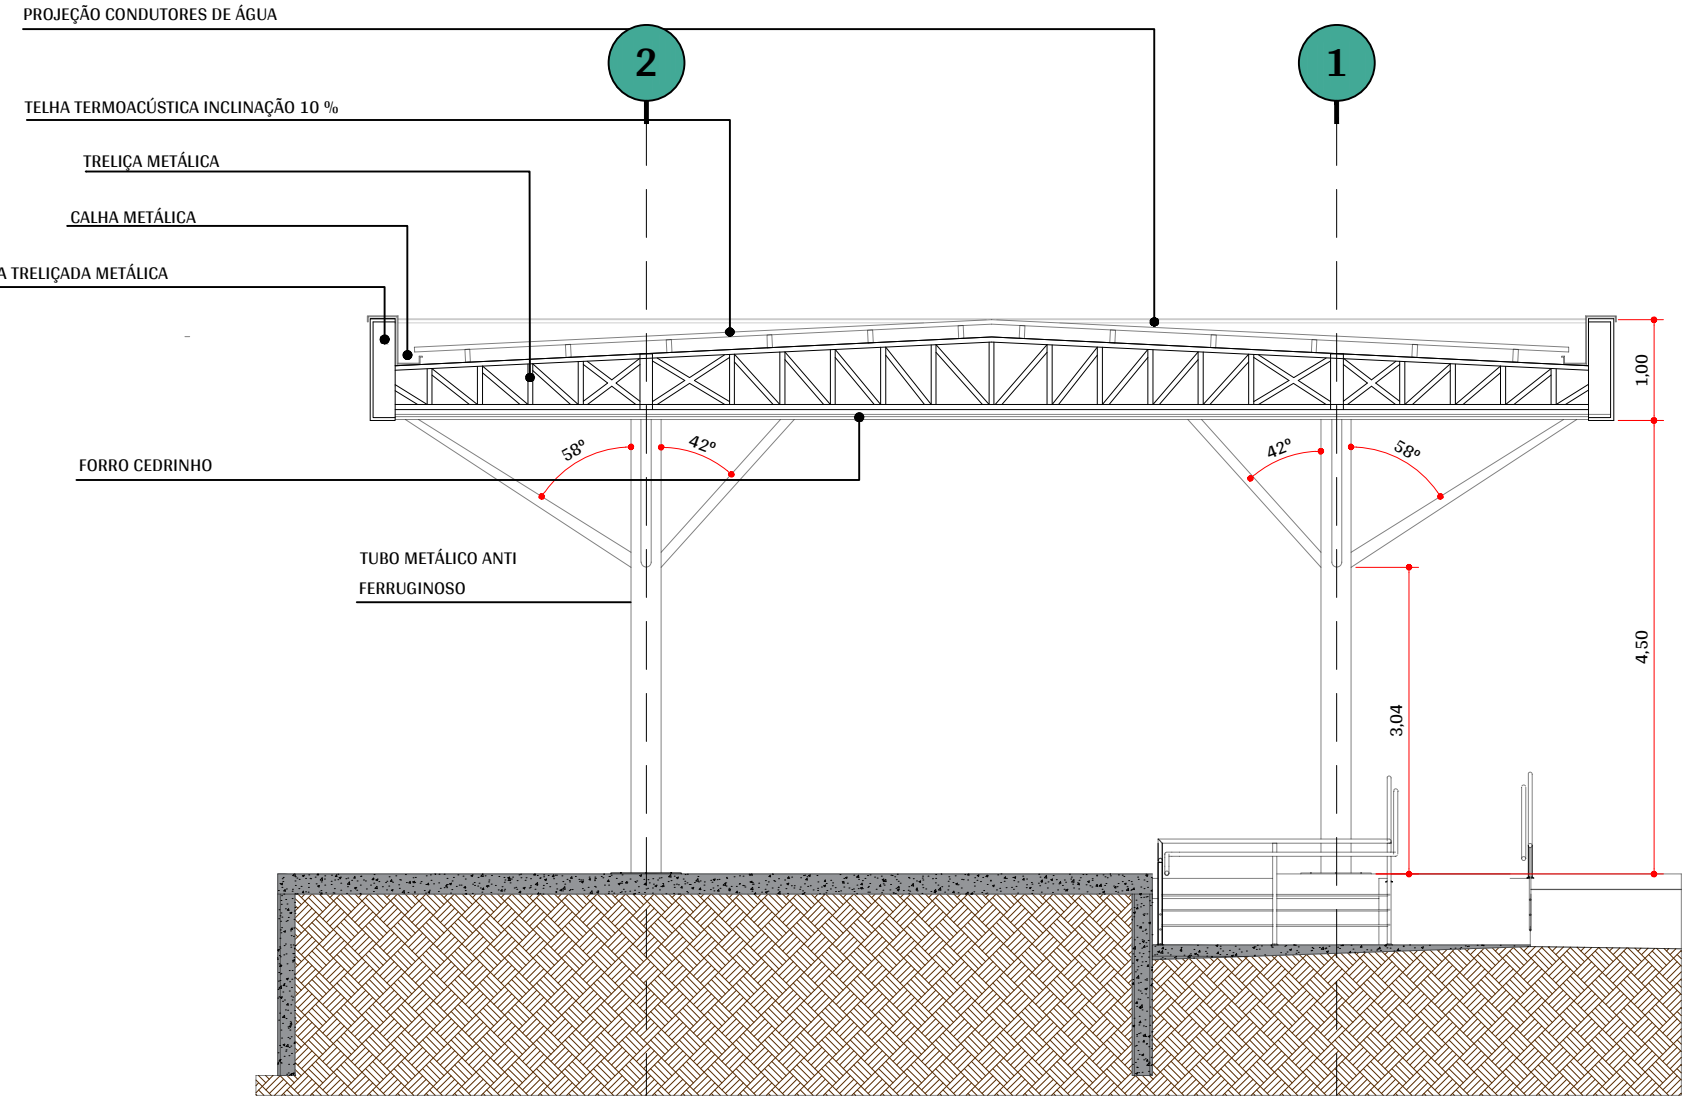 PROJEÇÃO CONDUTORES DE ÁGUA
2
1
TELHA TERMOACÚSTICA INCLINAÇÃO 10 %
TRELIÇA METÁLICA
CALHA METÁLICA
A TRELIÇADA METÁLICA
1,00
58º
42º
42º
58º
FORRO CEDRINHO
TUBO METÁLICO ANTI
FERRUGINOSO
4,50
3,04